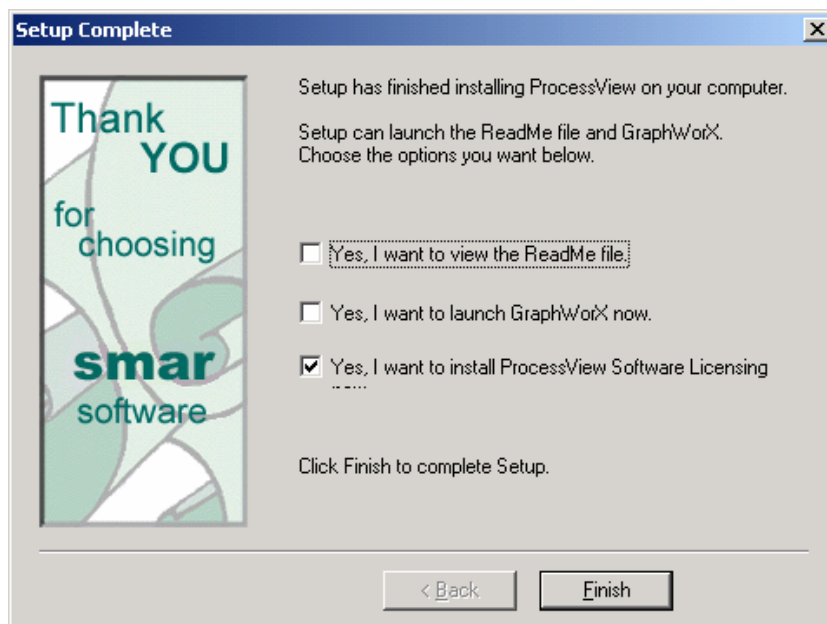 Setup Complete
Thank
YOU
for
choosing
smar
software
Setup has finished installing ProcessView on your computer.
Setup can launch the ReadMe file and GraphWorX.
Choose the options you want below.
Yes, I want to view the ReadMe file.
Yes, I want to launch GraphWorX now.
Yes, I want to install ProcessView Software Licensing
Click Finish to complete Setup.
< Back
Finish